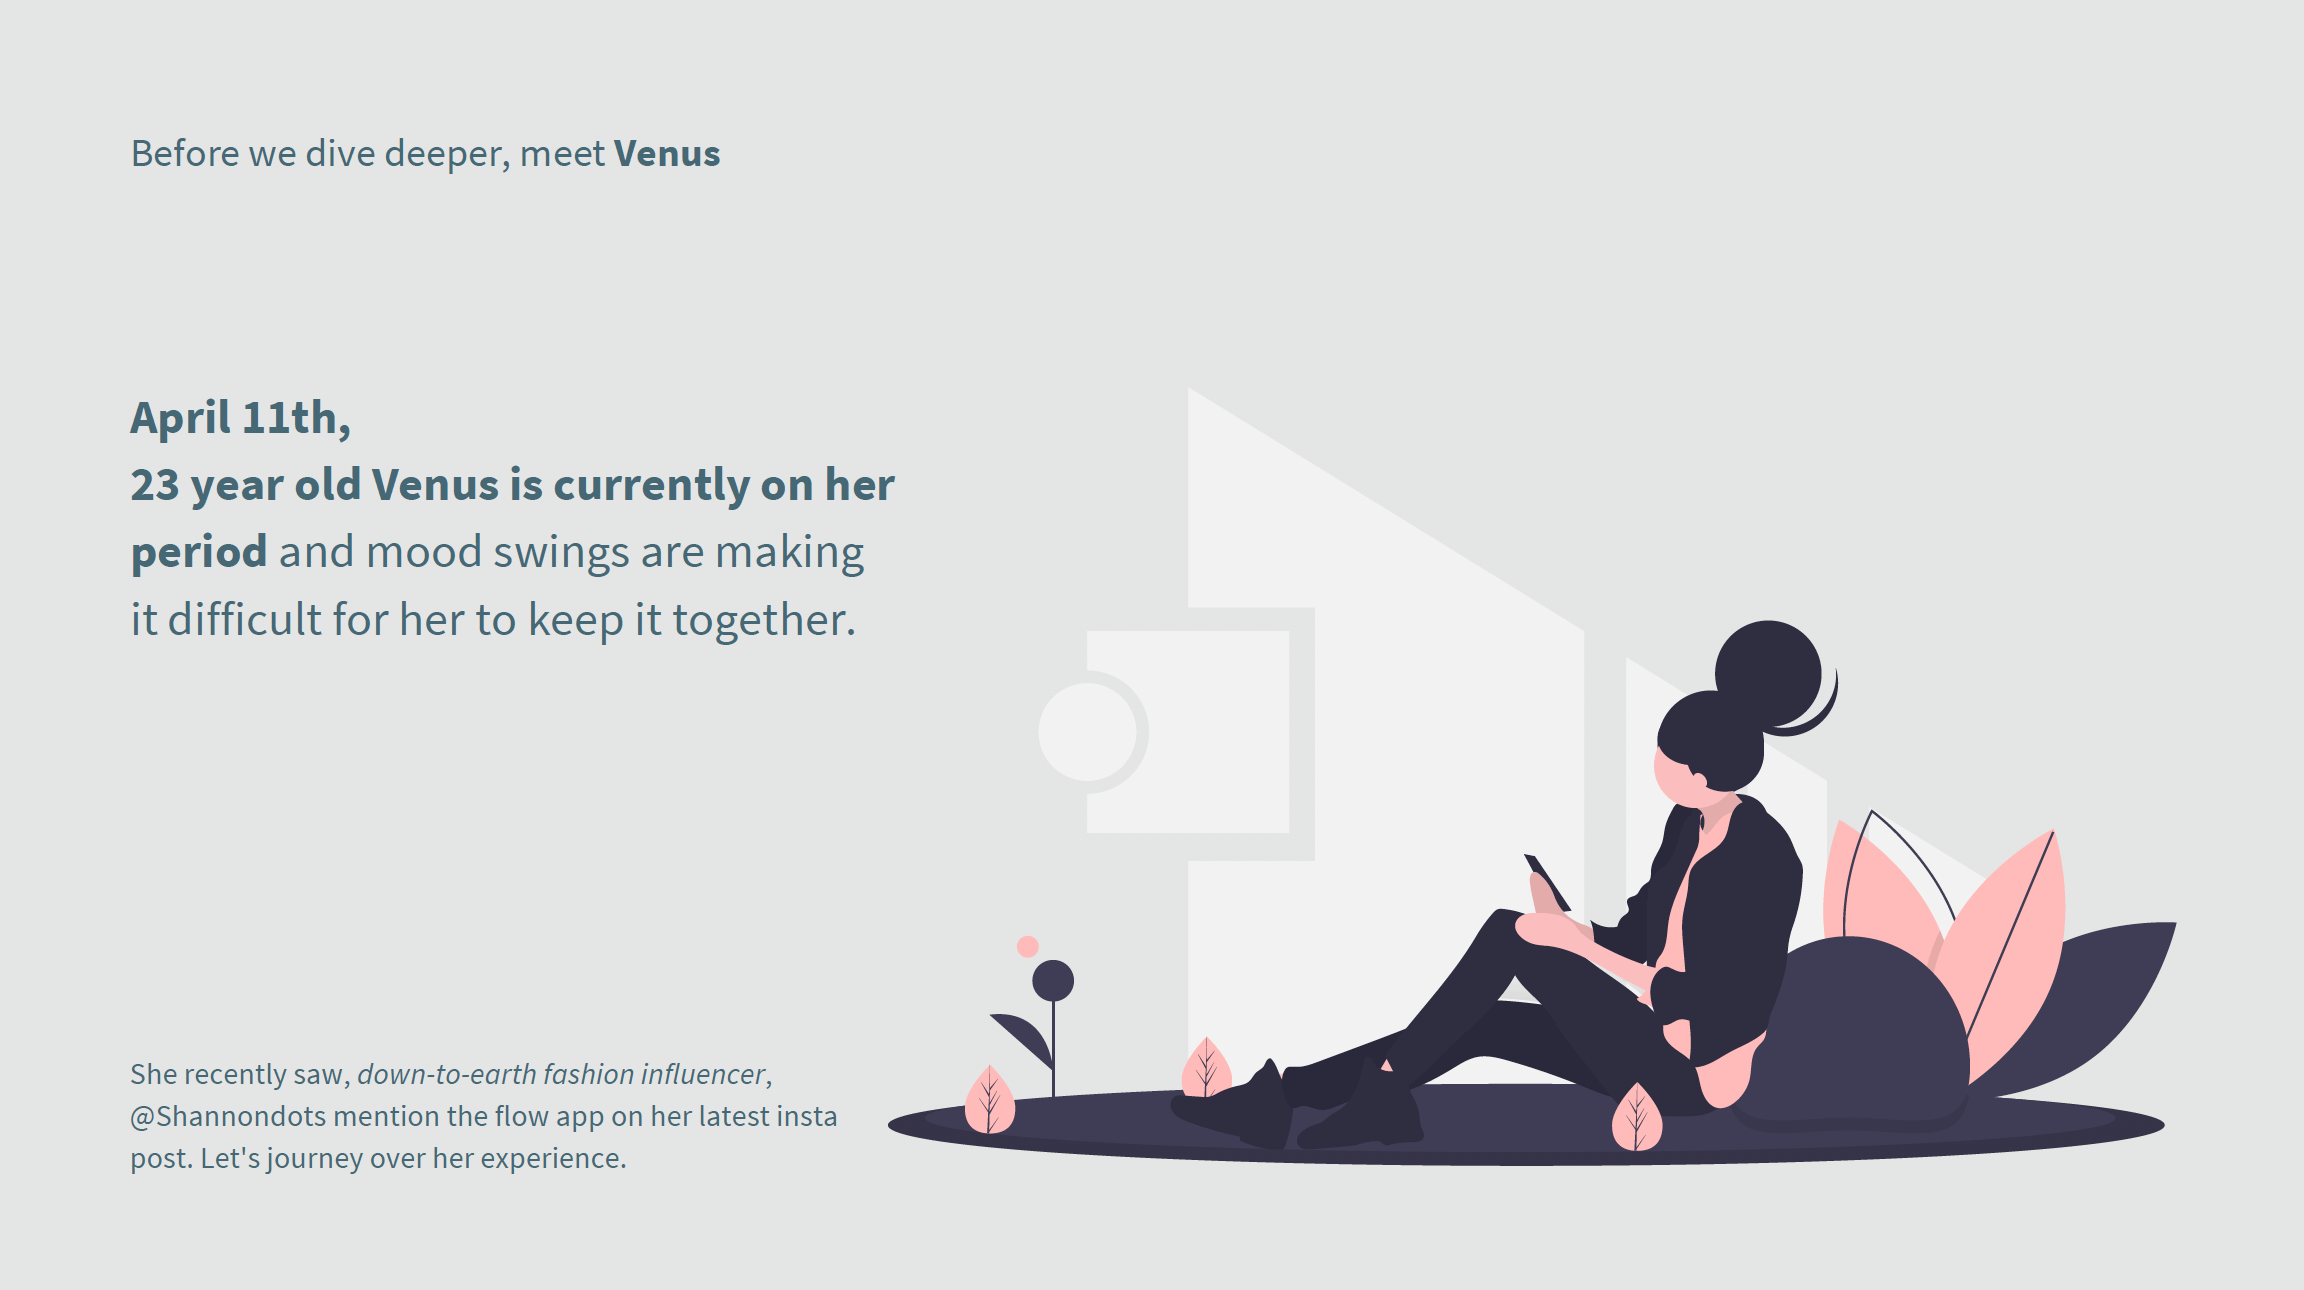 Before we dive deeper, meet Venus
April 11th,
23 year old Venus is currently on her
period and mood swings are making
it difficult for her to keep it together.
She recently saw, down-to-earth fashion influencer,
@Shannondots mention the flow app on her latest insta
post. Let's journey over her experience.